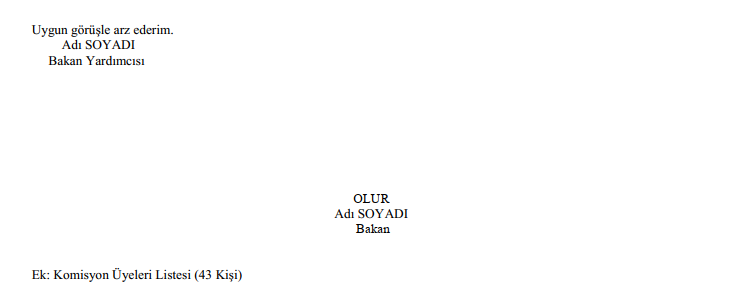 Uygun görüşle arz ederim.
Adı SOYADI
Bakan Yardımcısı
OLUR
Adı SOYADI
Bakan
Ek: Komisyon Üyeleri Listesi (43 Kişi)